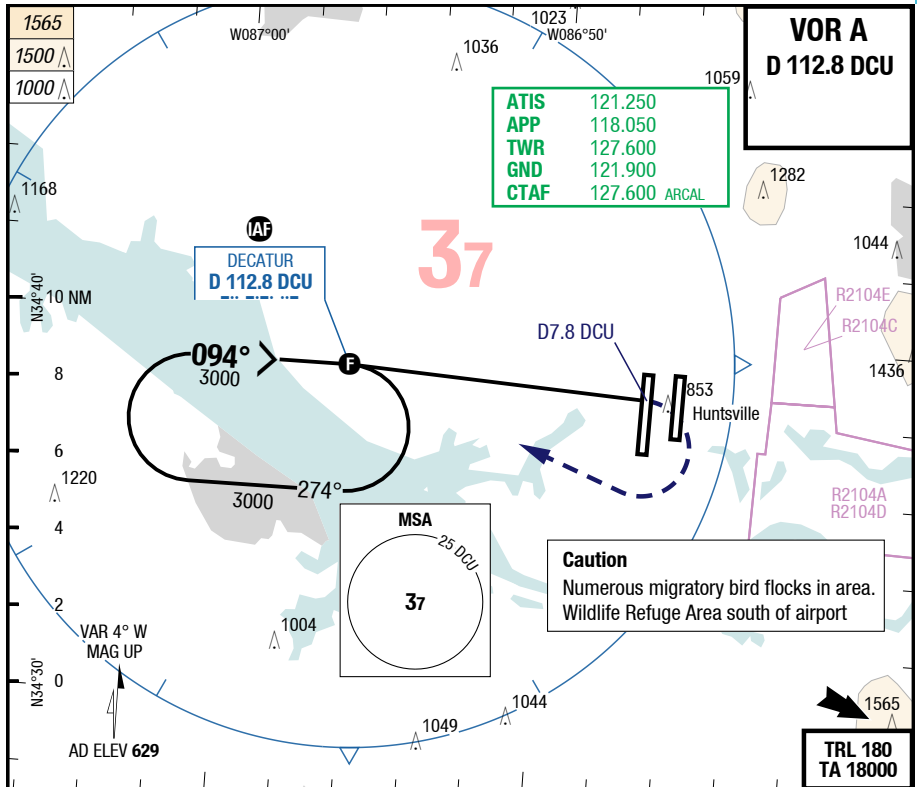 1565
1500
1000
W087°00'
1023
W086°50'
1036
1059
VOR A
D 112.8 DCU
ATIS 121.250
APP 118.050
TWR 127.600
GND 121.900
CTAF 127.600 ARCAL
1168
1282
1044
IAF
DECATUR
D 112.8 DCU
37
N34°40'
10 NM
R2104E
R2104C
D7.8 DCU
094°
3000
F
8
1436
853
Huntsville
6
1220
3000
274°
R2104A
R2104D
4
MSA
25 DCU
37
Caution
Numerous migratory bird flocks in area.
Wildlife Refuge Area south of airport
2
VAR 4° W
MAG UP
1004
N34°30'
0
1044
1049
1565
AD ELEV 629
TRL 180
TA 18000